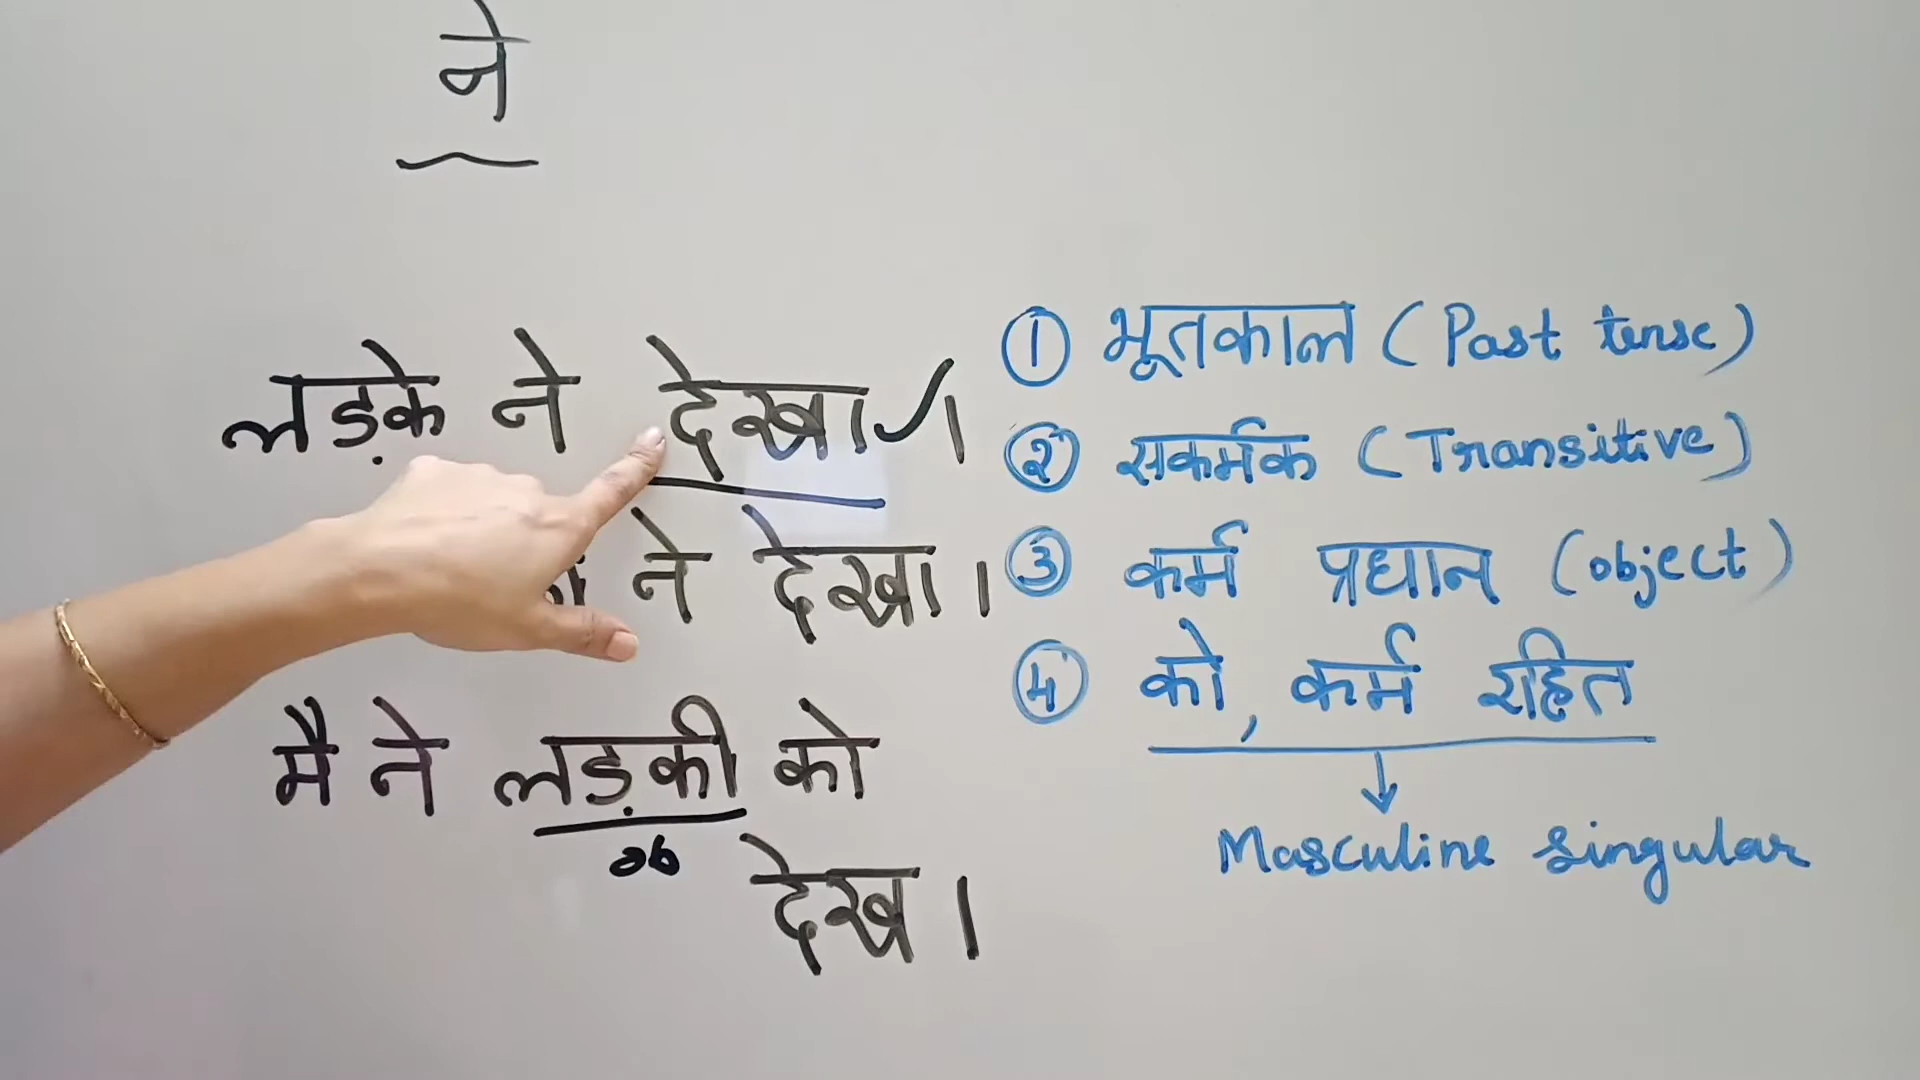 ने
लड़के ने देखा ।
ने देखा ।
मै ने लड़की को
ob
देख ।
① भूतकाल ( Past tense )
② सकर्मक ( Transitive )
③ कर्म प्रधान ( object )
④ को, कर्म रहित
Masculine singular